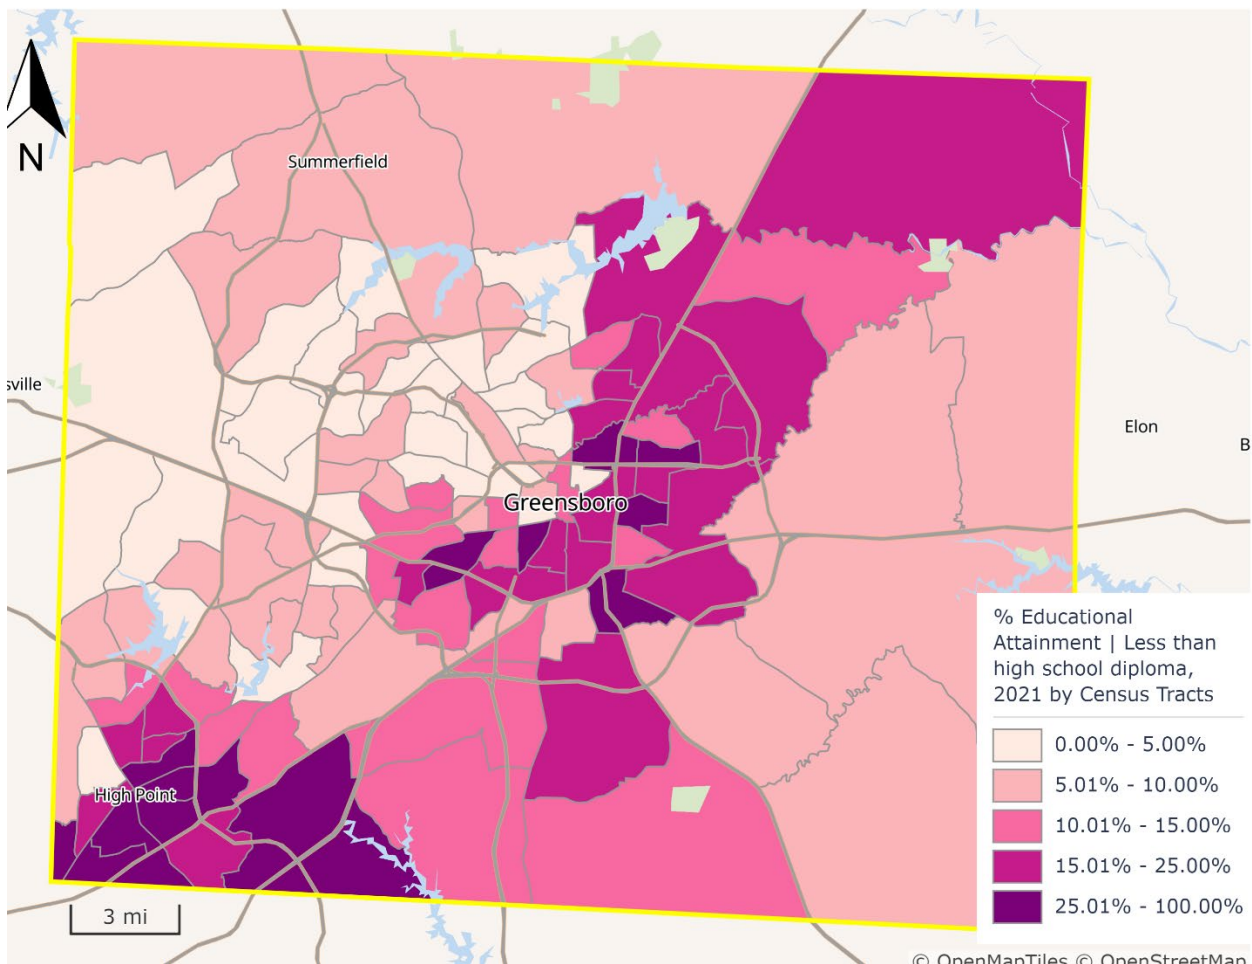 N
Summerfield
sville
Elon
B
Greensboro
High Point
3 mi
% Educational
Attainment | Less than
high school diploma,
2021 by Census Tracts
0.00% - 5.00%
5.01% - 10.00%
10.01% - 15.00%
15.01% - 25.00%
25.01% - 100.00%
© OpenMapTiles © OpenStreetMap